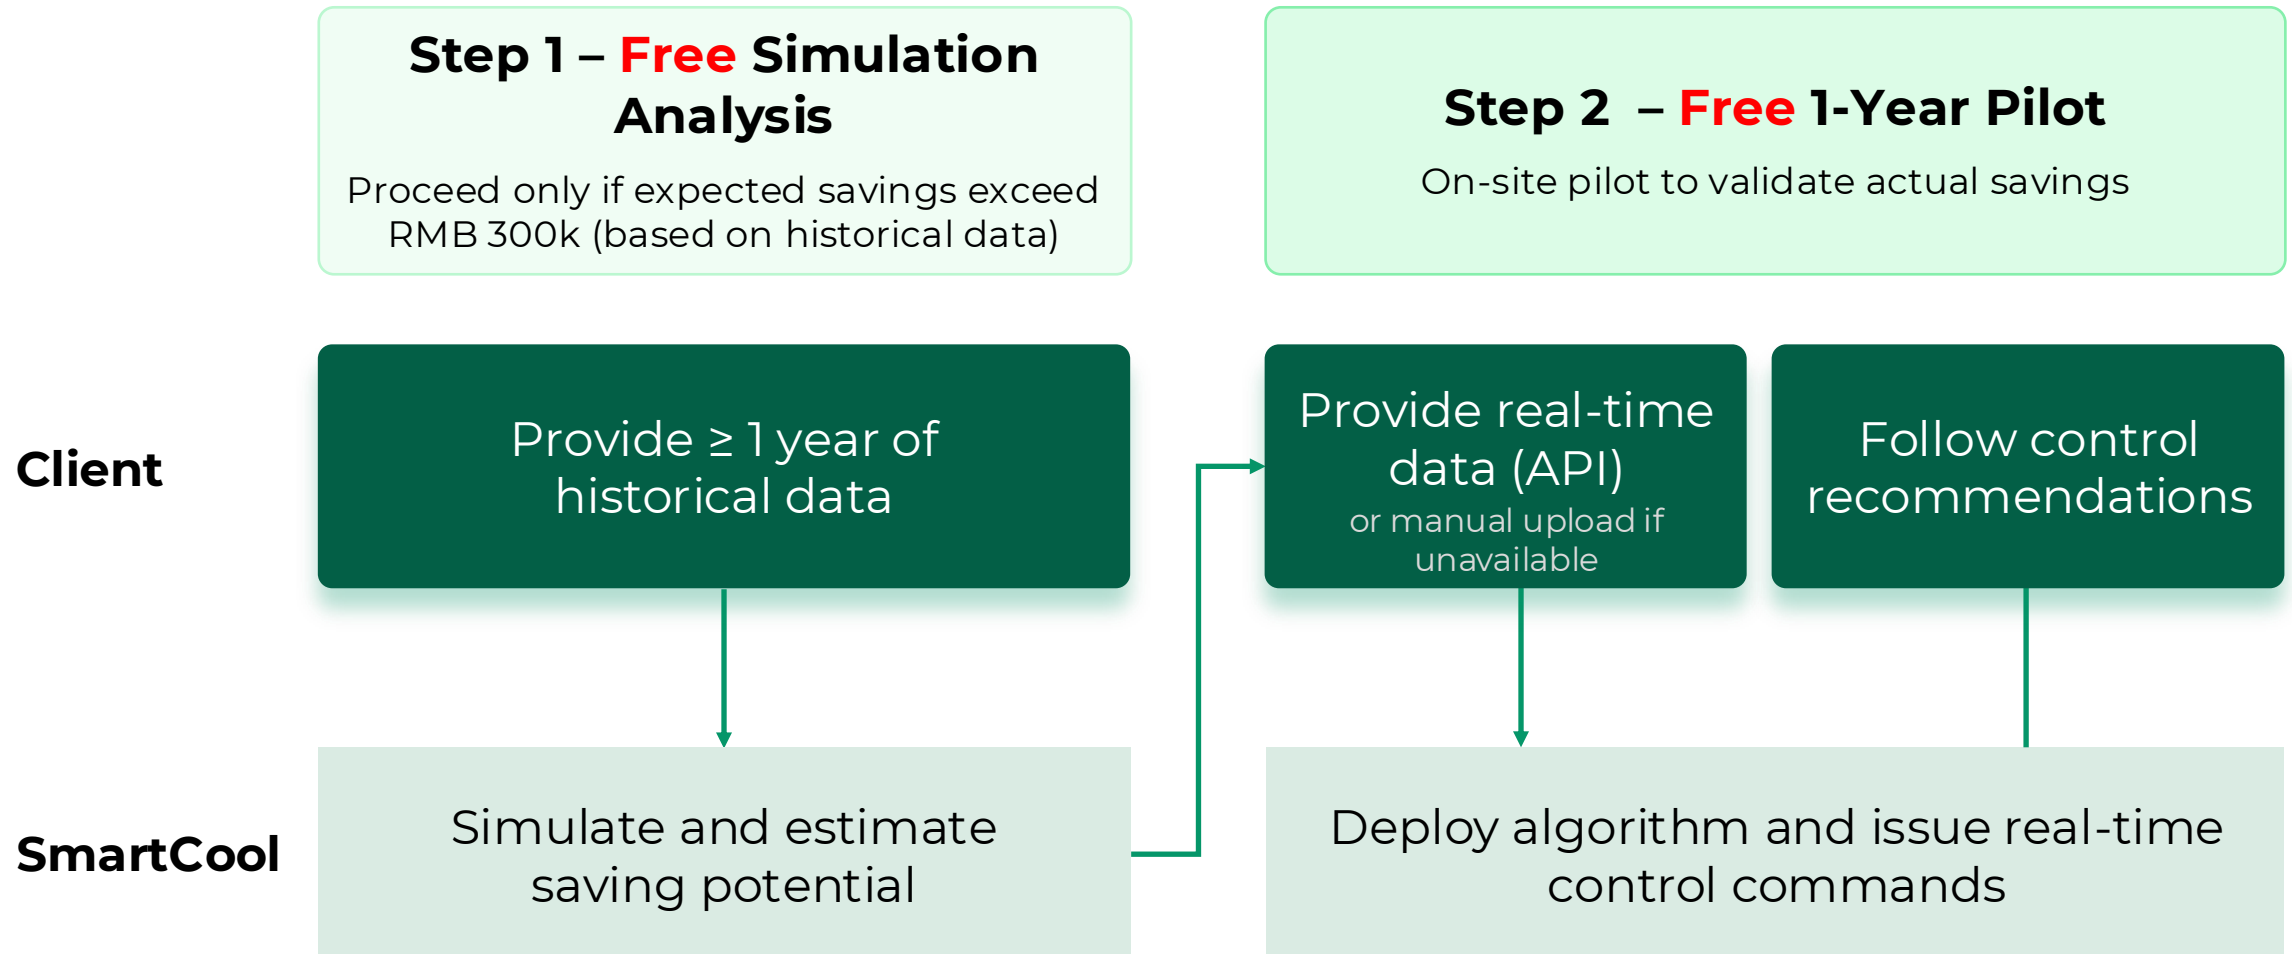 Step 1 – Free Simulation
Analysis
Proceed only if expected savings exceed
RMB 300k (based on historical data)
Step 2 – Free 1-Year Pilot
On-site pilot to validate actual savings
Client
Provide ≥ 1 year of
historical data
Provide real-time
data (API)
or manual upload if
unavailable
Follow control
recommendations
SmartCool
Simulate and estimate
saving potential
Deploy algorithm and issue real-time
control commands